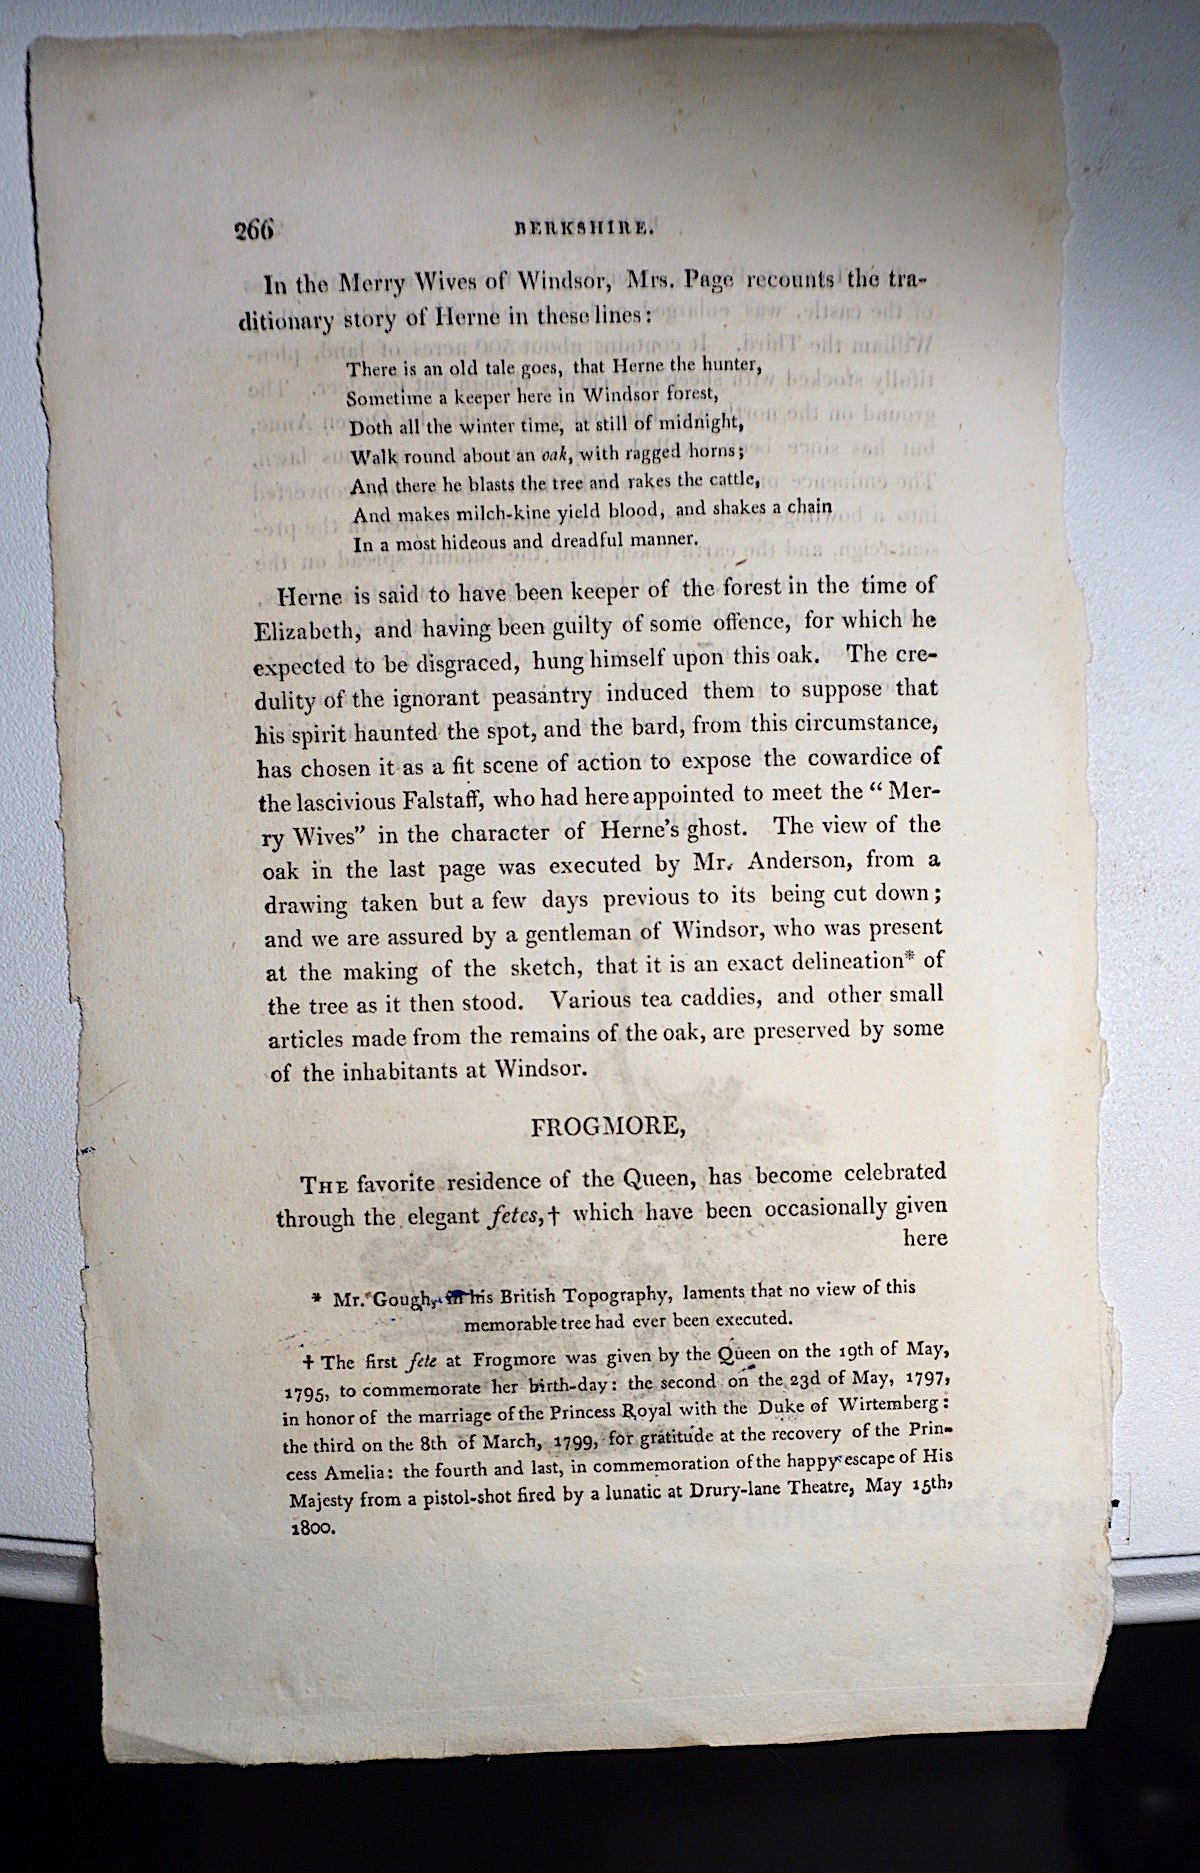 266 BERKSHIRE.
In the Merry Wives of Windsor, Mrs. Page recounts the tra-
ditionary story of Herne in these lines:
There is an old tale goes, that Herne the hunter,
Sometime a keeper here in Windsor forest,
Doth all the winter time, at still of midnight,
Walk round about an oak, with ragged horns;
And there he blasts the tree and rakes the cattle,
And makes milch-kine yield blood, and shakes a chain
In a most hideous and dreadful manner.
Herne is said to have been keeper of the forest in the time of
Elizabeth, and having been guilty of some offence, for which he
expected to be disgraced, hung himself upon this oak. The cre-
dulity of the ignorant peasantry induced them to suppose that
his spirit haunted the spot, and the bard, from this circumstance,
has chosen it as a fit scene of action to expose the cowardice of
the lascivious Falstaff, who had here appointed to meet the “ Mer-
ry Wives” in the character of Herne's ghost. The view of the
oak in the last page was executed by Mr. Anderson, from a
drawing taken but a few days previous to its being cut down;
and we are assured by a gentleman of Windsor, who was present
at the making of the sketch, that it is an exact delineation* of
the tree as it then stood. Various tea caddies, and other small
articles made from the remains of the oak, are preserved by some
of the inhabitants at Windsor.
FROGMORE,
THE favorite residence of the Queen, has become celebrated
through the elegant fetes,† which have been occasionally given
here
* Mr. Gough, in his British Topography, laments that no view of this
memorable tree had ever been executed.
† The first fete at Frogmore was given by the Queen on the 19th of May,
1795, to commemorate her birth-day: the second on the 23d of May, 1797,
in honor of the marriage of the Princess Royal with the Duke of Wirtemberg:
the third on the 8th of March, 1799, for gratitude at the recovery of the Prin-
cess Amelia: the fourth and last, in commemoration of the happy escape of His
Majesty from a pistol-shot fired by a lunatic at Drury-lane Theatre, May 15th,
1800.